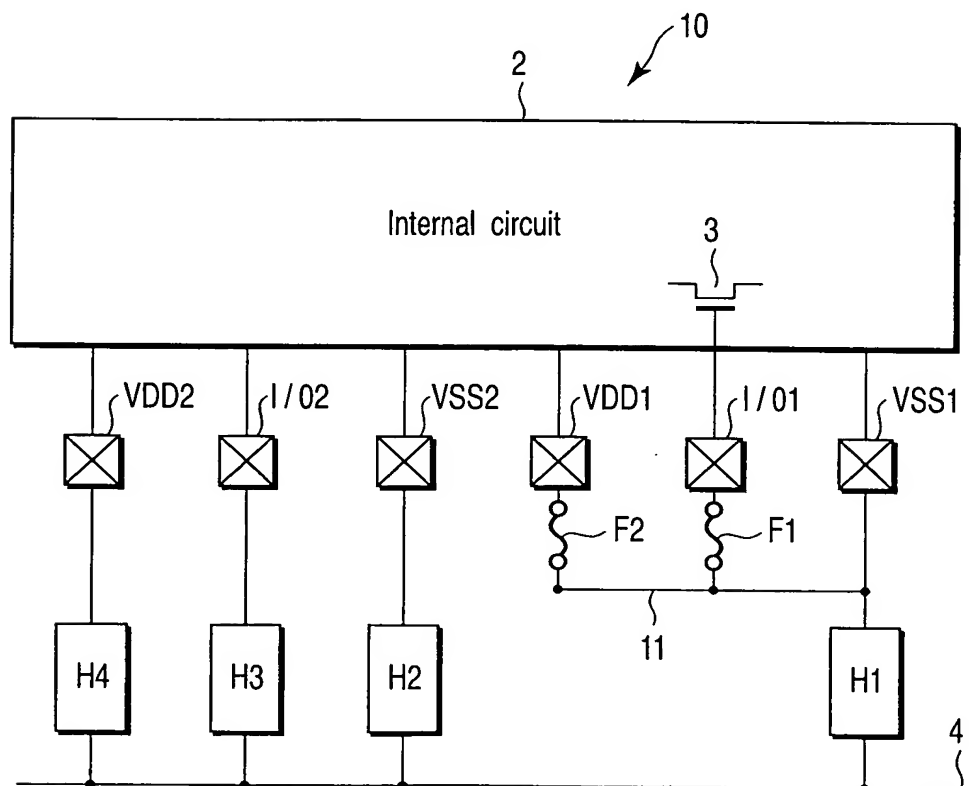 10
2
Internal circuit
3
VDD2
I/02
VSS2
VDD1
I/01
VSS1
F2
F1
11
H4
H3
H2
H1
4